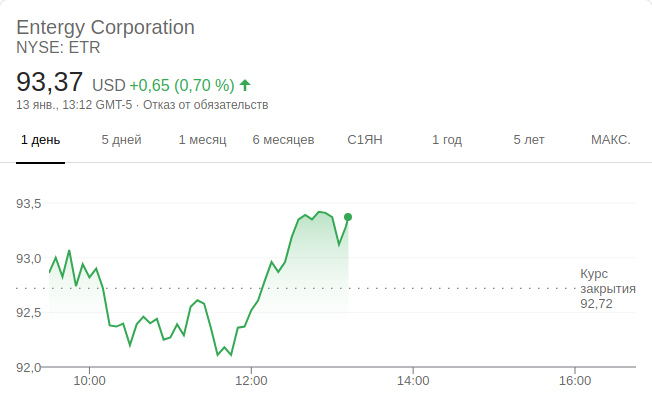 Entergy Corporation
NYSE: ETR
93,37 USD +0,65 (0,70 %)
13 янв., 13:12 GMT-5 · Отказ от обязательств
1 день 5 дней 1 месяц 6 месяцев С1ЯН 1 год 5 лет МАКС.
93,5
93,0
Курс
закрытия
92,72
92,5
92,0
10:00 12:00 14:00 16:00